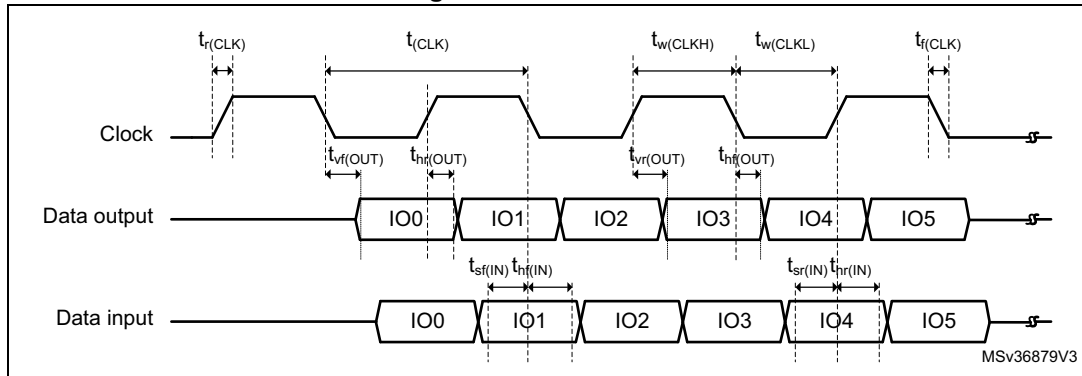 t_r(CLK) t_(CLK) t_w(CLKH) t_w(CLKL) t_f(CLK)
Clock
t_vf(OUT) t_hr(OUT) t_vr(OUT) t_hf(OUT)
Data output IO0 IO1 IO2 IO3 IO4 IO5
t_sf(IN) t_hf(IN) t_sr(IN) t_hr(IN)
Data input IO0 IO1 IO2 IO3 IO4 IO5
MSv36879V3